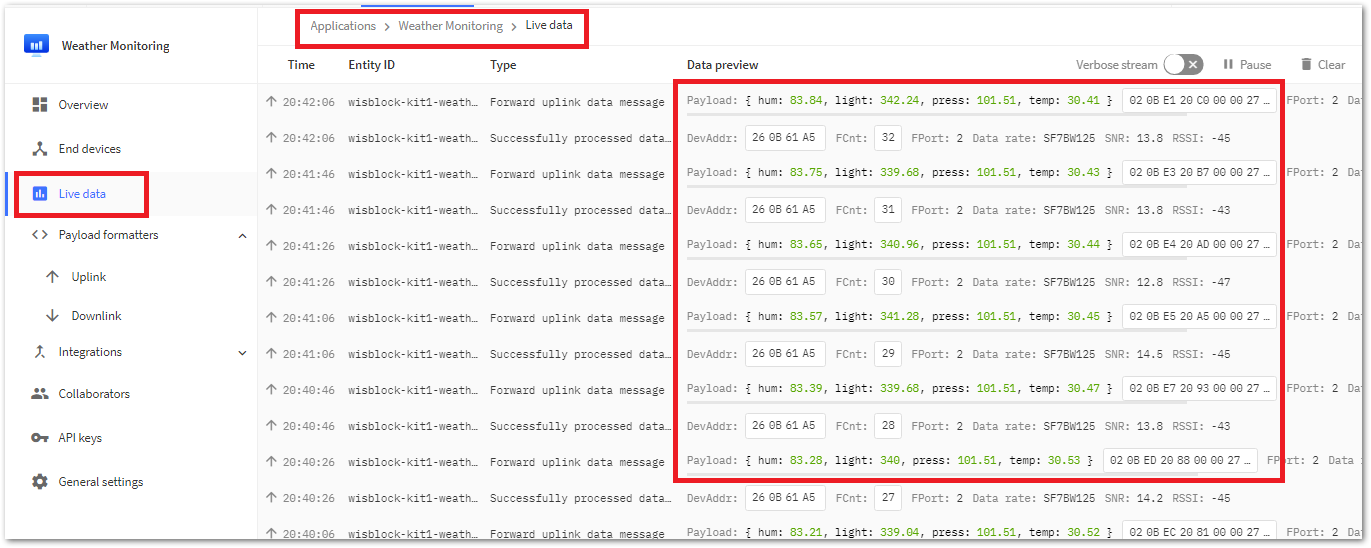 Applications > Weather Monitoring > Live data
Weather Monitoring
Time Entity ID Type Data preview Verbose stream Pause Clear
Overview
End devices
Live data
Payload formatters
Uplink
Downlink
Integrations
Collaborators
API keys
General settings
20:42:06 wisblock-kit1-weath… Forward uplink data message Payload: { hum: 83.84, light: 342.24, press: 101.51, temp: 30.41 } 02 0B E1 20 C0 00 00 27 … FPort: 2 Da
20:42:06 wisblock-kit1-weath… Successfully processed data… DevAddr: 26 0B 61 A5 FCnt: 32 FPort: 2 Data rate: SF7BW125 SNR: 13.8 RSSI: -45
20:41:46 wisblock-kit1-weath… Forward uplink data message Payload: { hum: 83.75, light: 339.68, press: 101.51, temp: 30.43 } 02 0B E3 20 B7 00 00 27 … FPort: 2 Da
20:41:46 wisblock-kit1-weath… Successfully processed data… DevAddr: 26 0B 61 A5 FCnt: 31 FPort: 2 Data rate: SF7BW125 SNR: 13.8 RSSI: -43
20:41:26 wisblock-kit1-weath… Forward uplink data message Payload: { hum: 83.65, light: 340.96, press: 101.51, temp: 30.44 } 02 0B E4 20 AD 00 00 27 … FPort: 2 Da
20:41:26 wisblock-kit1-weath… Successfully processed data… DevAddr: 26 0B 61 A5 FCnt: 30 FPort: 2 Data rate: SF7BW125 SNR: 12.8 RSSI: -47
20:41:06 wisblock-kit1-weath… Forward uplink data message Payload: { hum: 83.57, light: 341.28, press: 101.51, temp: 30.45 } 02 0B E5 20 A5 00 00 27 … FPort: 2 Da
20:41:06 wisblock-kit1-weath… Successfully processed data… DevAddr: 26 0B 61 A5 FCnt: 29 FPort: 2 Data rate: SF7BW125 SNR: 14.5 RSSI: -45
20:40:46 wisblock-kit1-weath… Forward uplink data message Payload: { hum: 83.39, light: 339.68, press: 101.51, temp: 30.47 } 02 0B E7 20 93 00 00 27 … FPort: 2 Da
20:40:46 wisblock-kit1-weath… Successfully processed data… DevAddr: 26 0B 61 A5 FCnt: 28 FPort: 2 Data rate: SF7BW125 SNR: 13.8 RSSI: -43
20:40:26 wisblock-kit1-weath… Forward uplink data message Payload: { hum: 83.28, light: 340, press: 101.51, temp: 30.53 } 02 0B ED 20 88 00 00 27 … FPort: 2 Data r
20:40:26 wisblock-kit1-weath… Successfully processed data… DevAddr: 26 0B 61 A5 FCnt: 27 FPort: 2 Data rate: SF7BW125 SNR: 14.2 RSSI: -45
20:40:06 wisblock-kit1-weath… Forward uplink data message Payload: { hum: 83.21, light: 339.04, press: 101.51, temp: 30.52 } 02 0B EC 20 81 00 00 27 … FPort: 2 Da